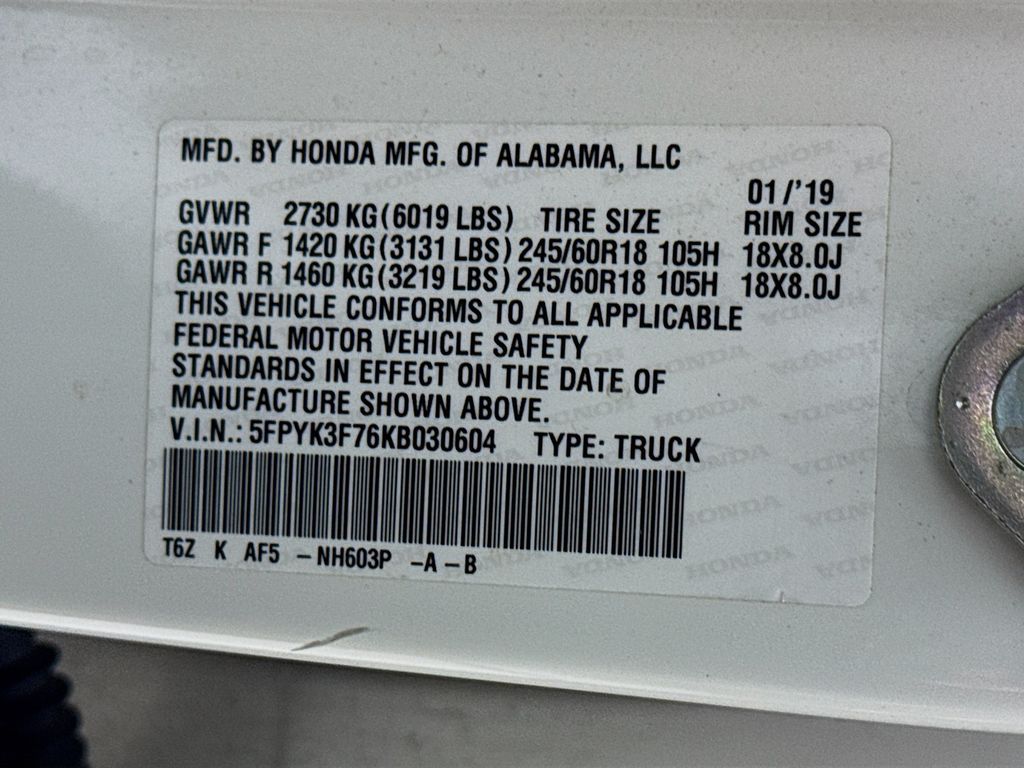 MFD. BY HONDA MFG. OF ALABAMA, LLC
01/'19
GVWR 2730 KG(6019 LBS) TIRE SIZE RIM SIZE
GAWR F 1420 KG(3131 LBS) 245/60R18 105H 18X8.0J
GAWR R 1460 KG(3219 LBS) 245/60R18 105H 18X8.0J
THIS VEHICLE CONFORMS TO ALL APPLICABLE
FEDERAL MOTOR VEHICLE SAFETY
STANDARDS IN EFFECT ON THE DATE OF
MANUFACTURE SHOWN ABOVE.
V.I.N.: 5FPYK3F76KB030604 TYPE: TRUCK
T6Z K AF5 -NH603P -A-B